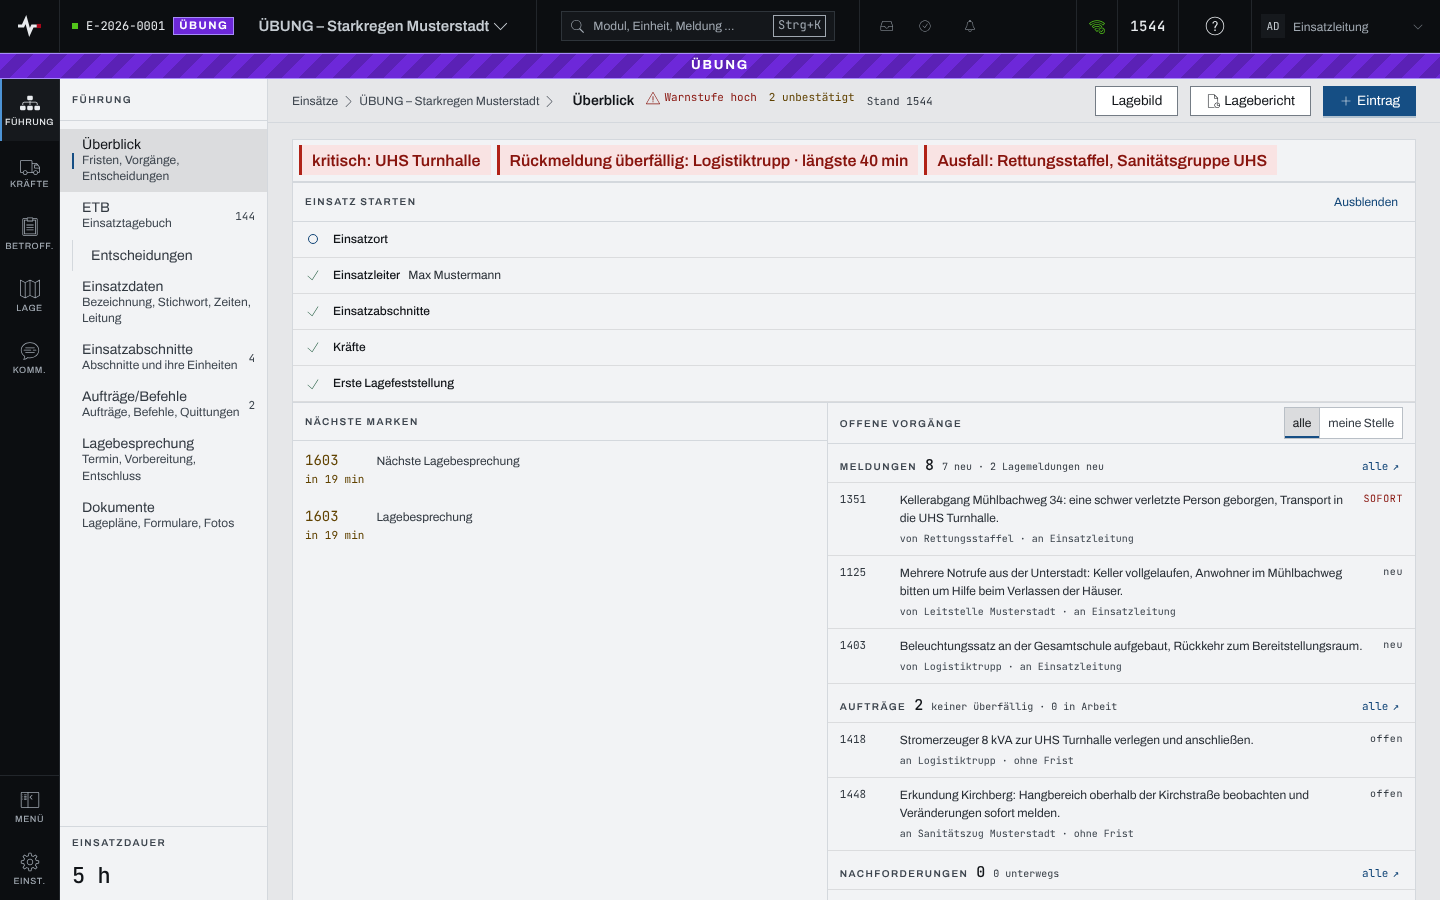 E-2026-0001 ÜBUNG ÜBUNG – Starkregen Musterstadt Modul, Einheit, Meldung ... Strg+K 1544 AD Einsatzleitung
ÜBUNG
FÜHRUNG
KRÄFTE
BETROFF.
LAGE
KOMM.
MENÜ
EINST.
FÜHRUNG
Überblick
Fristen, Vorgänge,
Entscheidungen
ETB
Einsatztagebuch
144
Entscheidungen
Einsatzdaten
Bezeichnung, Stichwort, Zeiten,
Leitung
Einsatzabschnitte
Abschnitte und ihre Einheiten
4
Aufträge/Befehle
Aufträge, Befehle, Quittungen
2
Lagebesprechung
Termin, Vorbereitung,
Entschluss
Dokumente
Lagepläne, Formulare, Fotos
EINSATZDAUER
5 h
Einsätze ÜBUNG – Starkregen Musterstadt Überblick Warnstufe hoch 2 unbestätigt Stand 1544
Lagebild Lagebericht Eintrag
kritisch: UHS Turnhalle Rückmeldung überfällig: Logistiktrupp · längste 40 min Ausfall: Rettungsstaffel, Sanitätsgruppe UHS
EINSATZ STARTEN Ausblenden
Einsatzort
Einsatzleiter Max Mustermann
Einsatzabschnitte
Kräfte
Erste Lagefeststellung
NÄCHSTE MARKEN
1603 Nächste Lagebesprechung
in 19 min
1603 Lagebesprechung
in 19 min
OFFENE VORGÄNGE alle meine Stelle
MELDUNGEN 8 7 neu · 2 Lagemeldungen neu alle ↗
1351 Kellerabgang Mühlbachweg 34: eine schwer verletzte Person geborgen, Transport in SOFORT
die UHS Turnhalle.
von Rettungsstaffel · an Einsatzleitung
1125 Mehrere Notrufe aus der Unterstadt: Keller vollgelaufen, Anwohner im Mühlbachweg neu
bitten um Hilfe beim Verlassen der Häuser.
von Leitstelle Musterstadt · an Einsatzleitung
1403 Beleuchtungssatz an der Gesamtschule aufgebaut, Rückkehr zum Bereitstellungsraum. neu
von Logistiktrupp · an Einsatzleitung
AUFTRÄGE 2 keiner überfällig · 0 in Arbeit alle ↗
1418 Stromerzeuger 8 kVA zur UHS Turnhalle verlegen und anschließen. offen
an Logistiktrupp · ohne Frist
1448 Erkundung Kirchberg: Hangbereich oberhalb der Kirchstraße beobachten und offen
Veränderungen sofort melden.
an Sanitätszug Musterstadt · ohne Frist
NACHFORDERUNGEN 0 0 unterwegs alle ↗